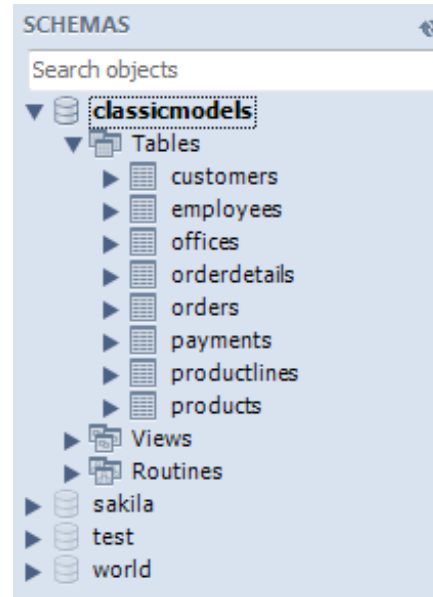 SCHEMAS
Search objects
classicmodels
Tables
customers
employees
offices
orderdetails
orders
payments
productlines
products
Views
Routines
sakila
test
world